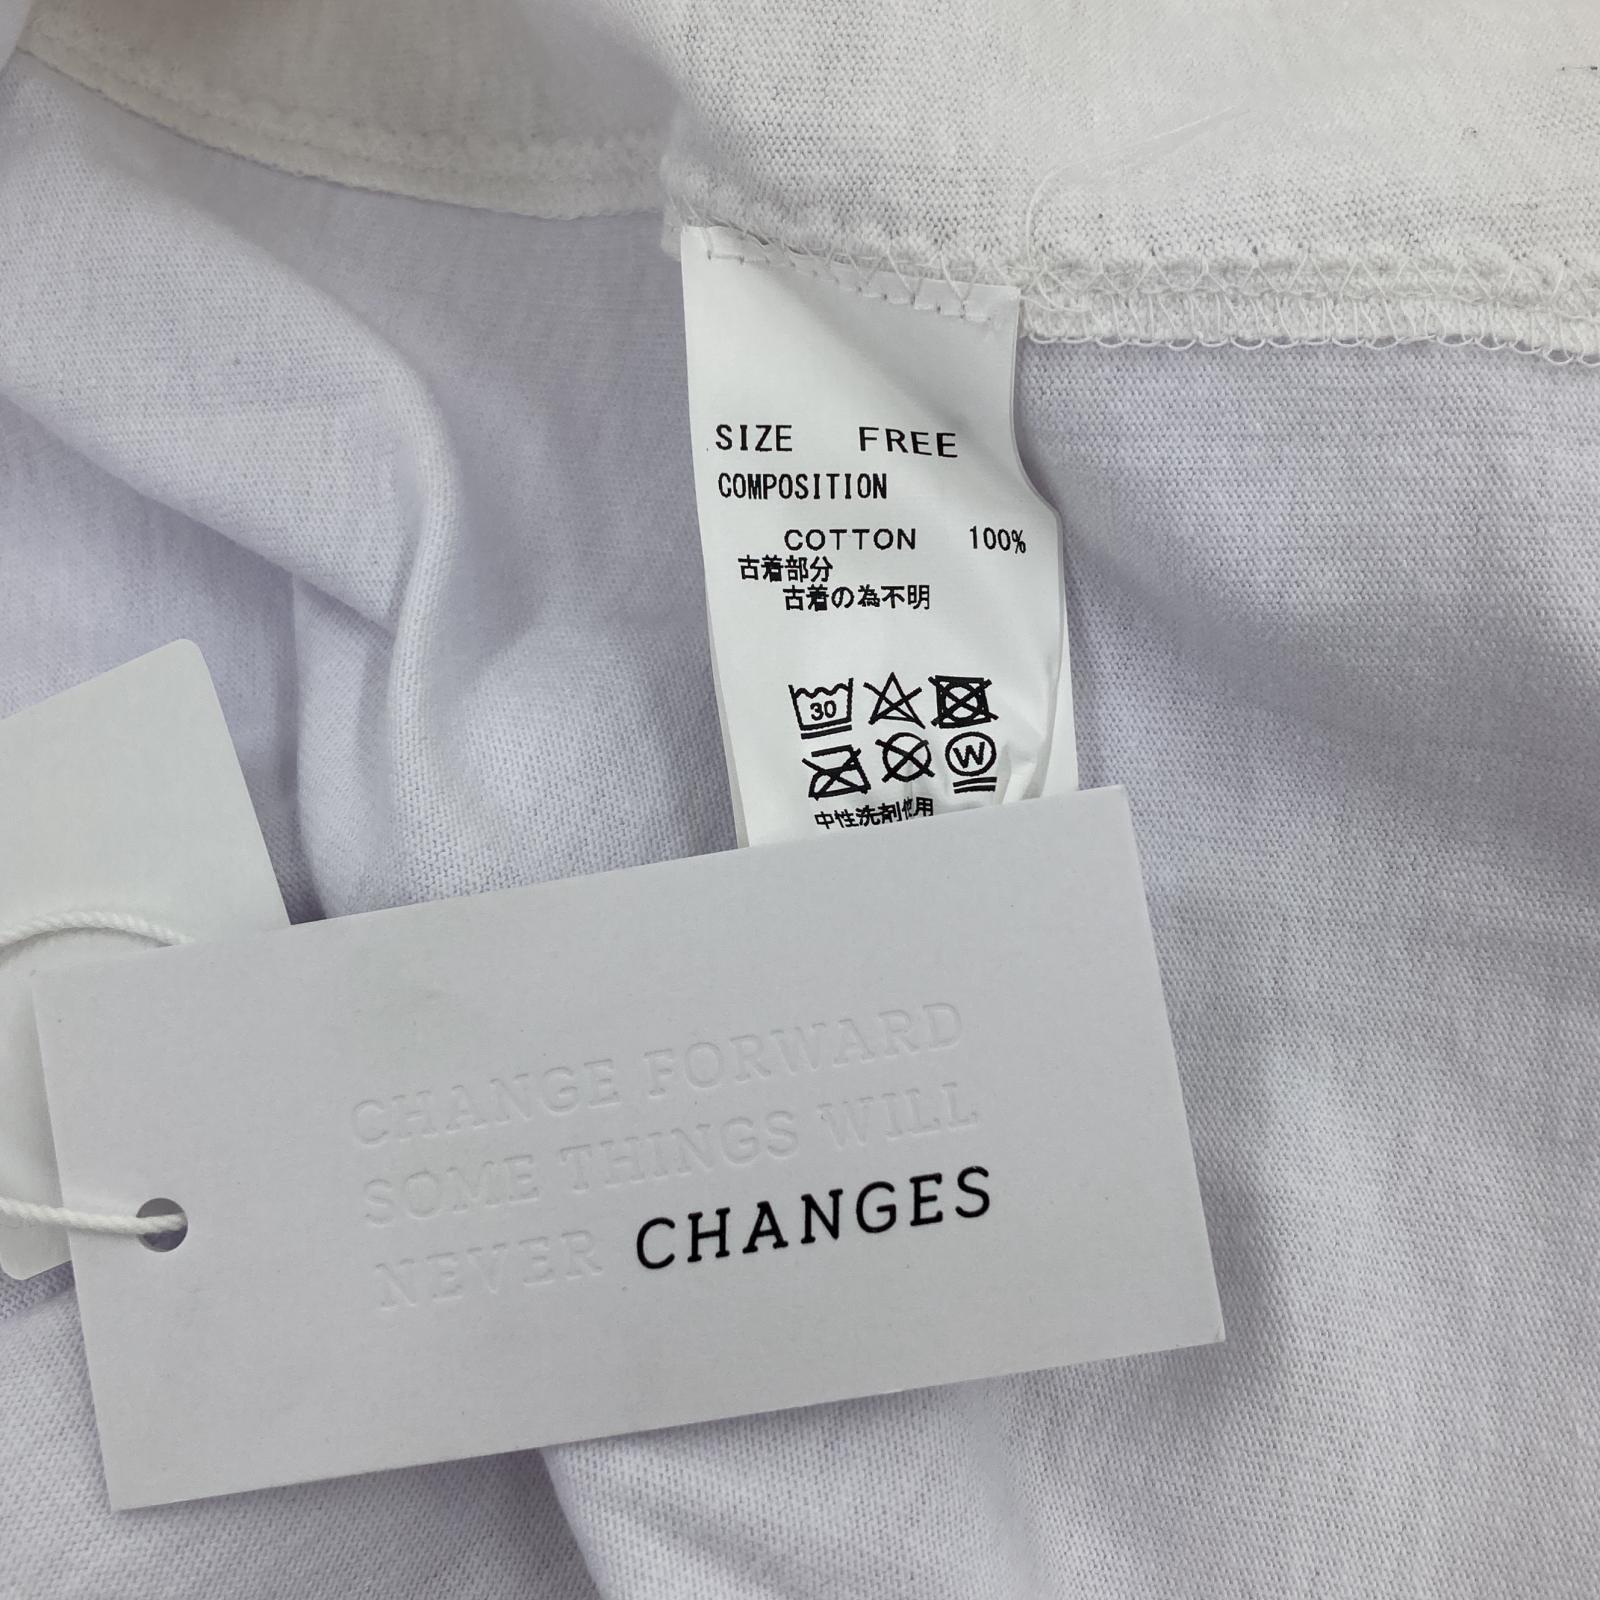 SIZE FREE
COMPOSITION
COTTON 100%
古着部分
古着の為不明
30
W
中性洗剤使用
CHANGE FORWARD
SOME THINGS WILL
NEVER CHANGES